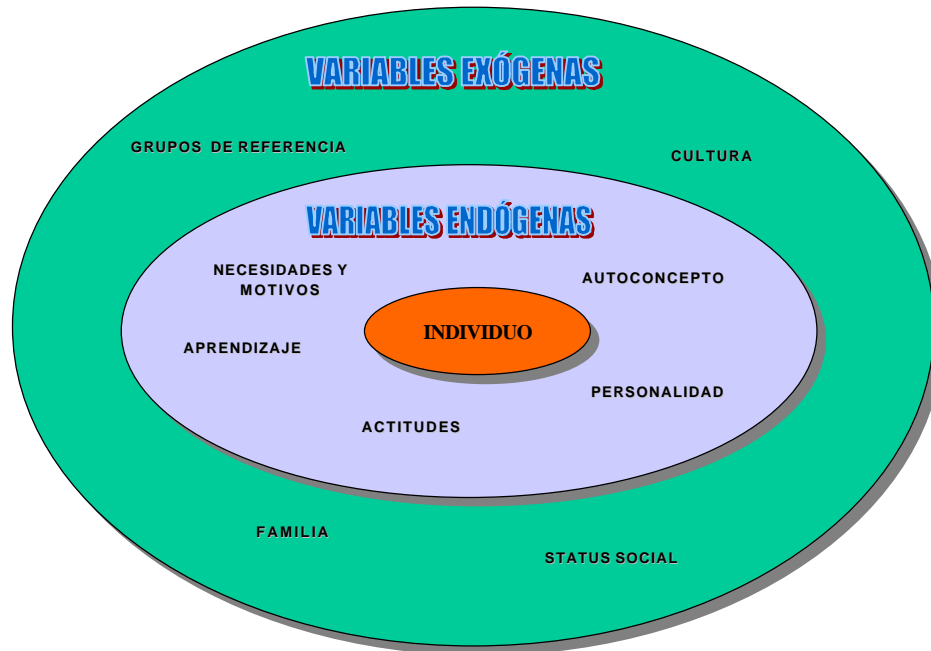 VARIABLES EXÓGENAS
GRUPOS DE REFERENCIA
CULTURA
VARIABLES ENDÓGENAS
NECESIDADES Y
MOTIVOS
AUTOCONCEPTO
INDIVIDUO
APRENDIZAJE
PERSONALIDAD
ACTITUDES
FAMILIA
STATUS SOCIAL